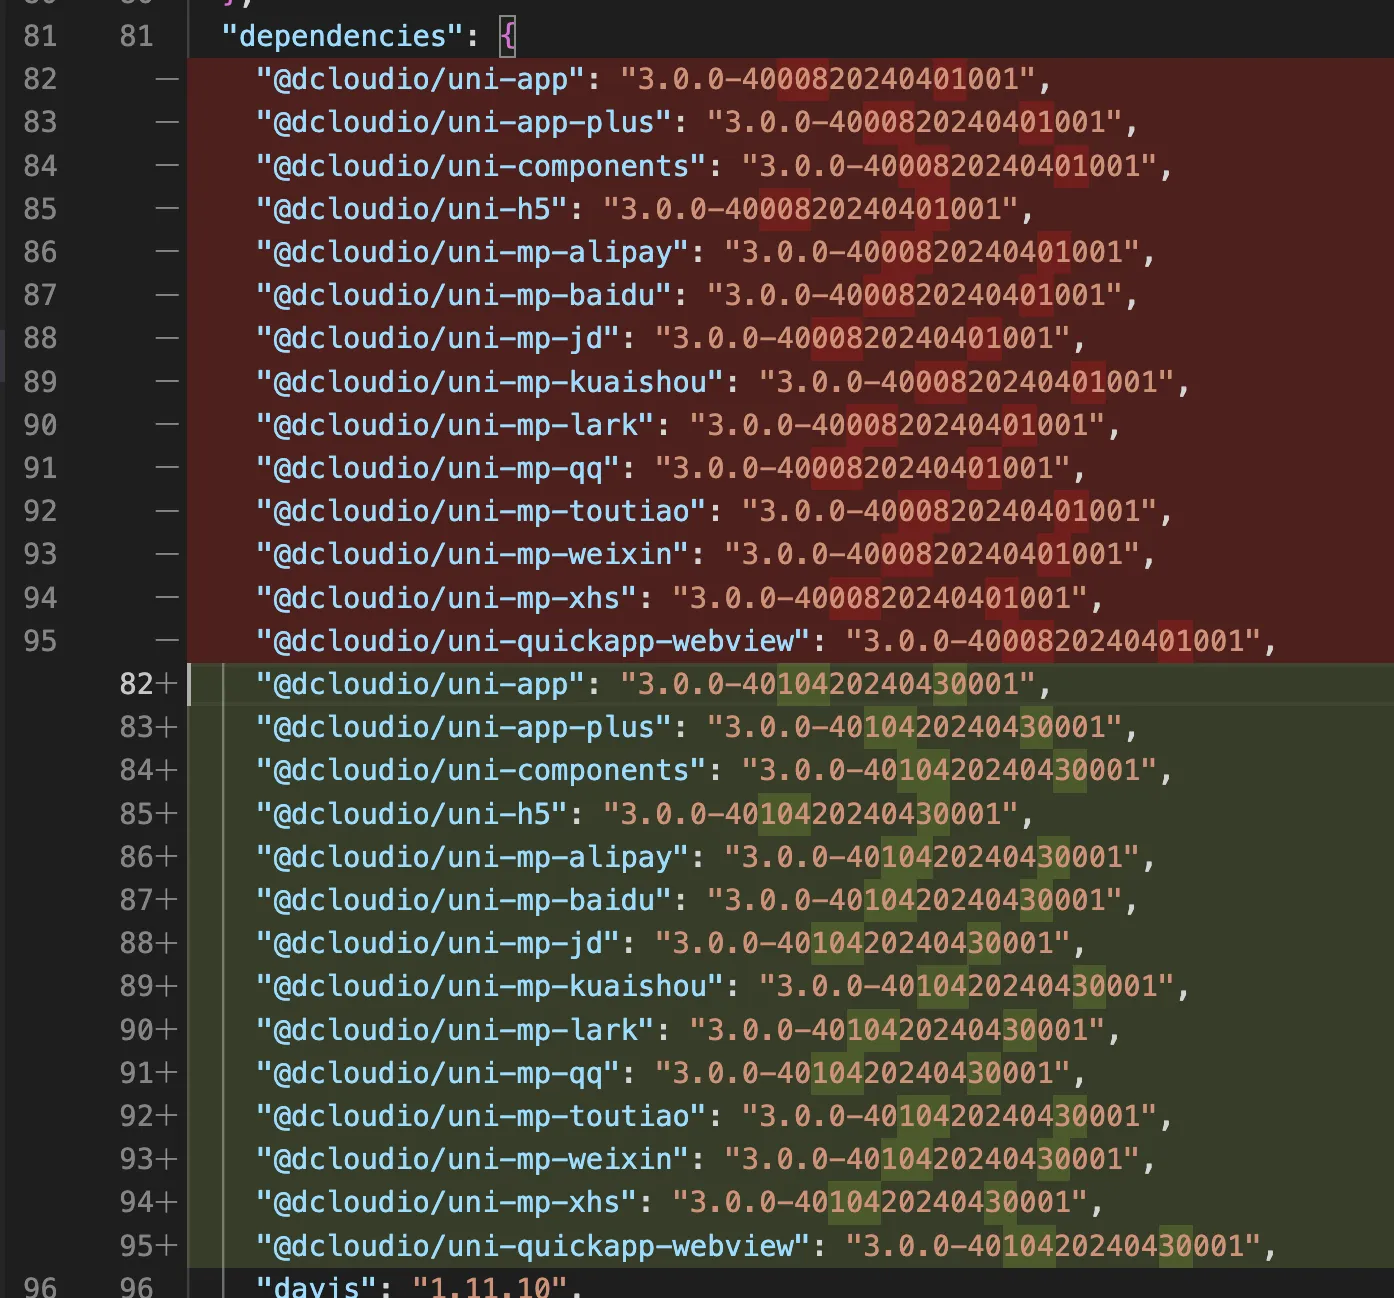 80 80 },
81 81 "dependencies": {
82 — "@dcloudio/uni-app": "3.0.0-4000820240401001",
83 — "@dcloudio/uni-app-plus": "3.0.0-4000820240401001",
84 — "@dcloudio/uni-components": "3.0.0-4000820240401001",
85 — "@dcloudio/uni-h5": "3.0.0-4000820240401001",
86 — "@dcloudio/uni-mp-alipay": "3.0.0-4000820240401001",
87 — "@dcloudio/uni-mp-baidu": "3.0.0-4000820240401001",
88 — "@dcloudio/uni-mp-jd": "3.0.0-4000820240401001",
89 — "@dcloudio/uni-mp-kuaishou": "3.0.0-4000820240401001",
90 — "@dcloudio/uni-mp-lark": "3.0.0-4000820240401001",
91 — "@dcloudio/uni-mp-qq": "3.0.0-4000820240401001",
92 — "@dcloudio/uni-mp-toutiao": "3.0.0-4000820240401001",
93 — "@dcloudio/uni-mp-weixin": "3.0.0-4000820240401001",
94 — "@dcloudio/uni-mp-xhs": "3.0.0-4000820240401001",
95 — "@dcloudio/uni-quickapp-webview": "3.0.0-4000820240401001",
82+ "@dcloudio/uni-app": "3.0.0-4010420240430001",
83+ "@dcloudio/uni-app-plus": "3.0.0-4010420240430001",
84+ "@dcloudio/uni-components": "3.0.0-4010420240430001",
85+ "@dcloudio/uni-h5": "3.0.0-4010420240430001",
86+ "@dcloudio/uni-mp-alipay": "3.0.0-4010420240430001",
87+ "@dcloudio/uni-mp-baidu": "3.0.0-4010420240430001",
88+ "@dcloudio/uni-mp-jd": "3.0.0-4010420240430001",
89+ "@dcloudio/uni-mp-kuaishou": "3.0.0-4010420240430001",
90+ "@dcloudio/uni-mp-lark": "3.0.0-4010420240430001",
91+ "@dcloudio/uni-mp-qq": "3.0.0-4010420240430001",
92+ "@dcloudio/uni-mp-toutiao": "3.0.0-4010420240430001",
93+ "@dcloudio/uni-mp-weixin": "3.0.0-4010420240430001",
94+ "@dcloudio/uni-mp-xhs": "3.0.0-4010420240430001",
95+ "@dcloudio/uni-quickapp-webview": "3.0.0-4010420240430001",
96 96 "dayjs": "1.11.10",